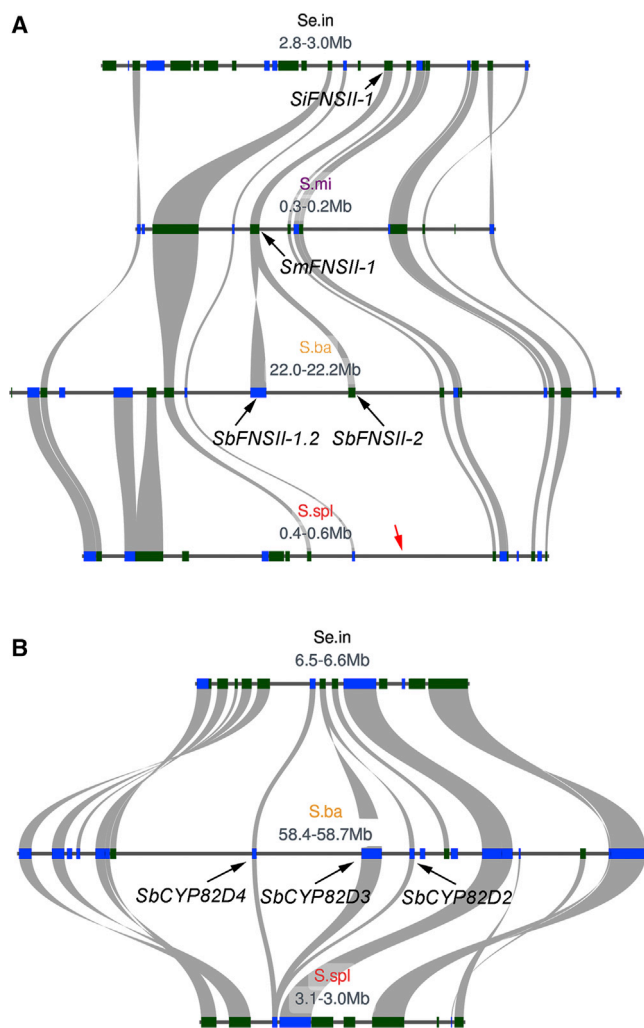 A
Se.in
2.8-3.0Mb
SiFNSII-1
S.mi
0.3-0.2Mb
SmFNSII-1
S.ba
22.0-22.2Mb
SbFNSII-1.2 SbFNSII-2
S.spl
0.4-0.6Mb
B
Se.in
6.5-6.6Mb
S.ba
58.4-58.7Mb
SbCYP82D4 SbCYP82D3 SbCYP82D2
S.spl
3.1-3.0Mb